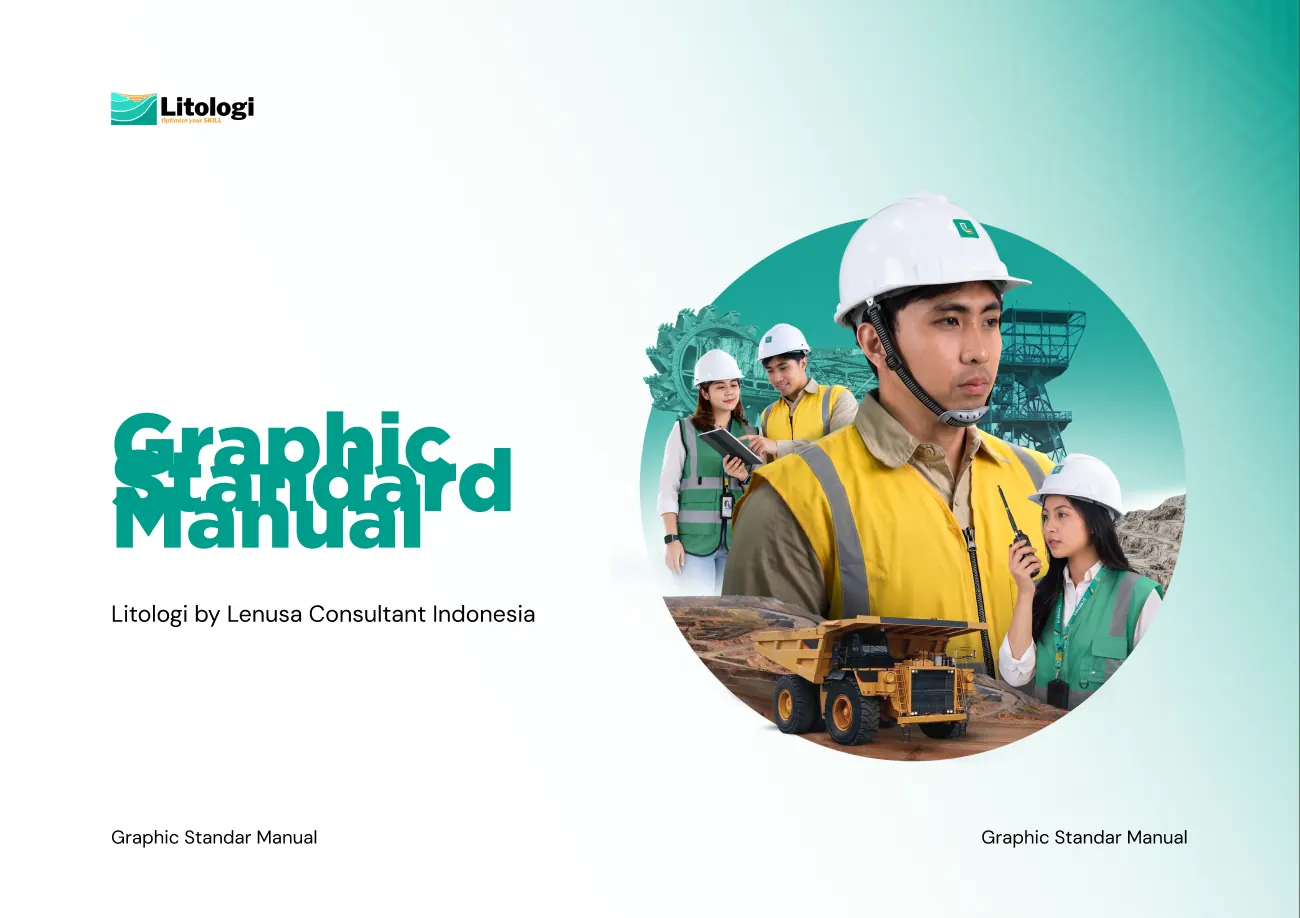 Litologi
Optimize your SKILL
Graphic
Standard
Manual
Litologi by Lenusa Consultant Indonesia
Graphic Standar Manual
Graphic Standar Manual